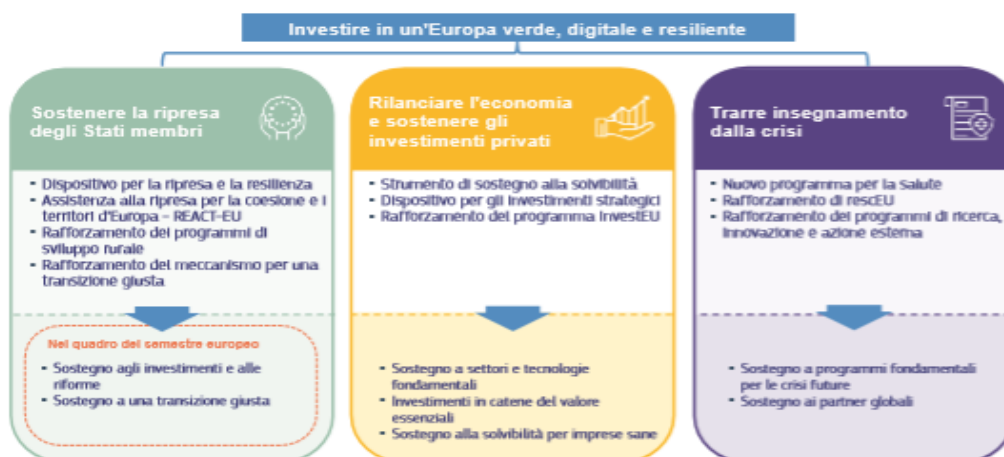 Investire in un'Europa verde, digitale e resiliente
Sostenere la ripresa
degli Stati membri
▪ Dispositivo per la ripresa e la resilienza
▪ Assistenza alla ripresa per la coesione e i
territori d'Europa – REACT-EU
▪ Rafforzamento dei programmi di
sviluppo rurale
▪ Rafforzamento del meccanismo per una
transizione giusta
Nel quadro del semestre europeo
▪ Sostegno agli investimenti e alle
riforme
▪ Sostegno a una transizione giusta
Rilanciare l'economia
e sostenere gli
investimenti privati
▪ Strumento di sostegno alla solvibilità
▪ Dispositivo per gli investimenti strategici
▪ Rafforzamento del programma InvestEU
▪ Sostegno a settori e tecnologie
fondamentali
▪ Investimenti in catene del valore
essenziali
▪ Sostegno alla solvibilità per imprese sane
Trarre insegnamento
dalla crisi
▪ Nuovo programma per la salute
▪ Rafforzamento di rescEU
▪ Rafforzamento dei programmi di ricerca,
innovazione e azione esterna
▪ Sostegno a programmi fondamentali
per le crisi future
▪ Sostegno ai partner globali